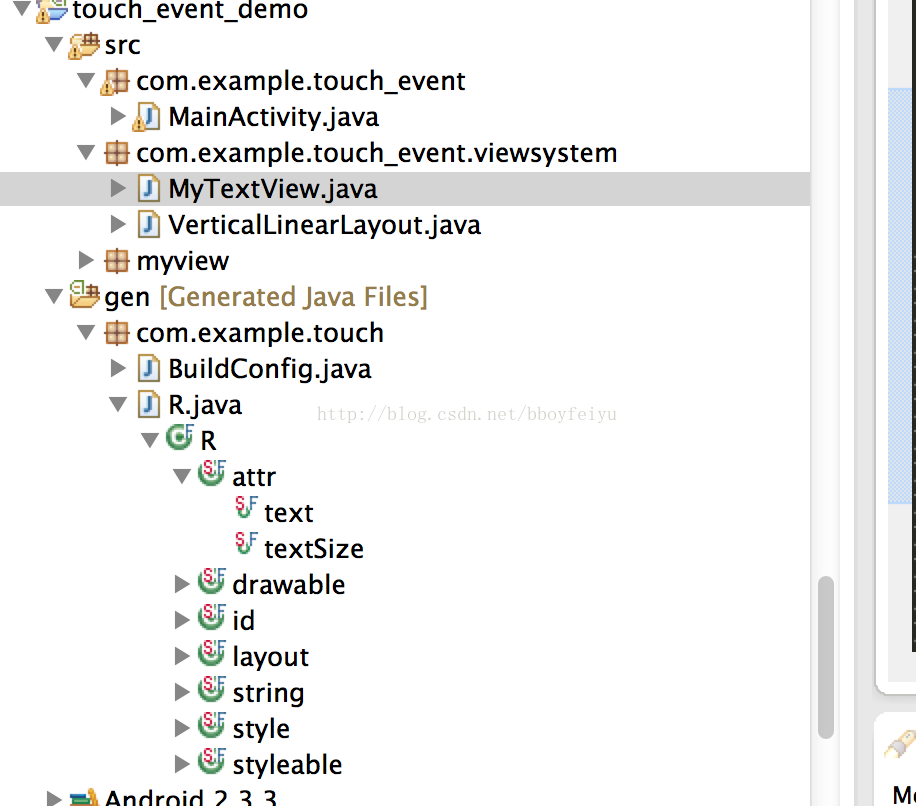 touch_event_demo
src
com.example.touch_event
MainActivity.java
com.example.touch_event.viewsystem
MyTextView.java
VerticalLinearLayout.java
myview
gen [Generated Java Files]
com.example.touch
BuildConfig.java
R.java
http://blog.csdn.net/bboyfeiyu
R
attr
text
textSize
drawable
id
layout
string
style
styleable
Android 2.3.3